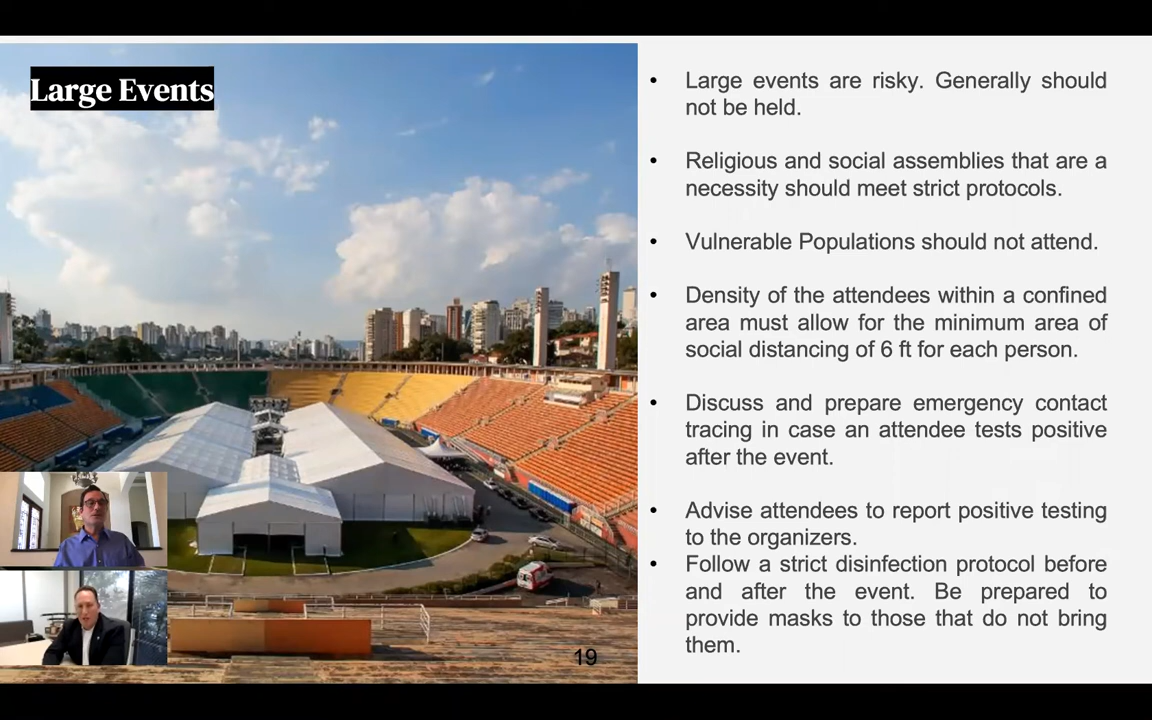 Large Events
• Large events are risky. Generally should
not be held.
• Religious and social assemblies that are a
necessity should meet strict protocols.
• Vulnerable Populations should not attend.
• Density of the attendees within a confined
area must allow for the minimum area of
social distancing of 6 ft for each person.
• Discuss and prepare emergency contact
tracing in case an attendee tests positive
after the event.
• Advise attendees to report positive testing
to the organizers.
• Follow a strict disinfection protocol before
and after the event. Be prepared to
provide masks to those that do not bring
them.
19